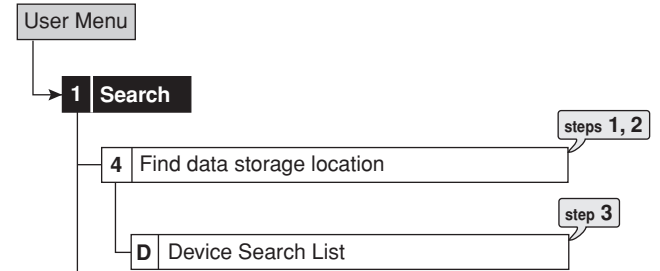 User Menu
1 Search
steps 1, 2
4 Find data storage location
step 3
D Device Search List